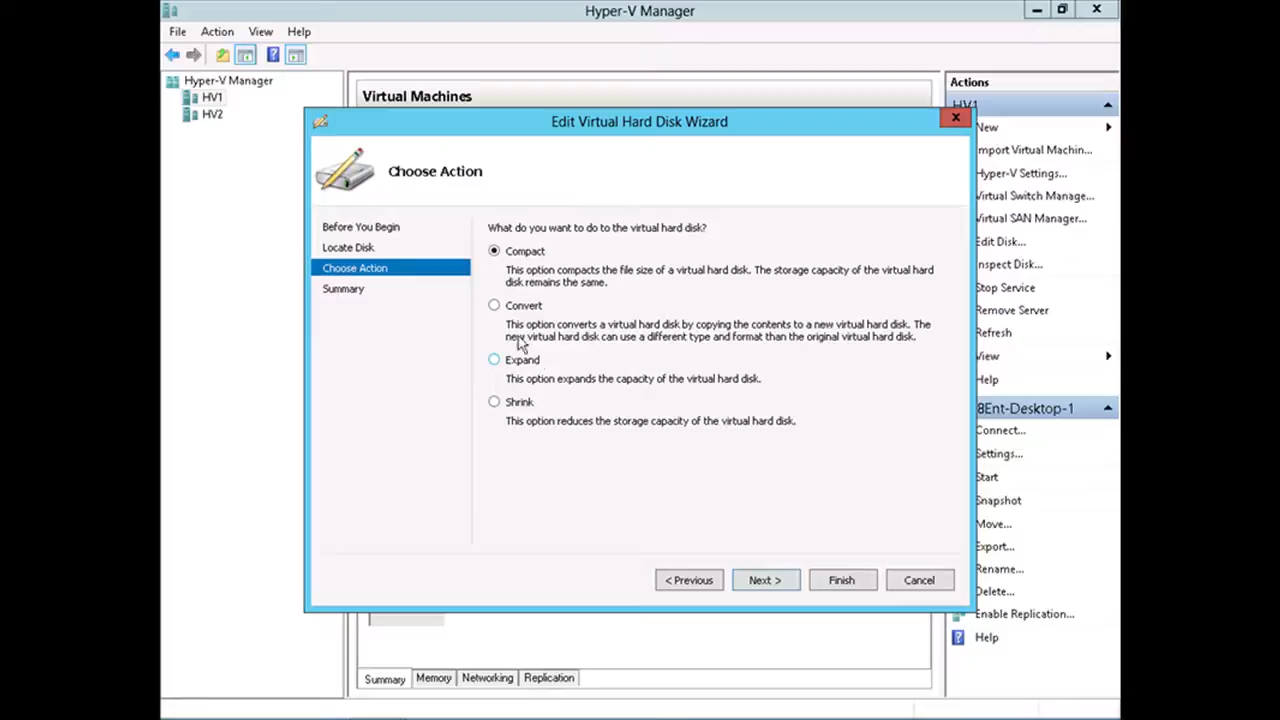 Hyper-V Manager
File Action View Help
Hyper-V Manager
HV1
HV2
Virtual Machines
Edit Virtual Hard Disk Wizard
Choose Action
Before You Begin
Locate Disk
Choose Action
Summary
What do you want to do to the virtual hard disk?
Compact
This option compacts the file size of a virtual hard disk. The storage capacity of the virtual hard
disk remains the same.
Convert
This option converts a virtual hard disk by copying the contents to a new virtual hard disk. The
new virtual hard disk can use a different type and format than the original virtual hard disk.
Expand
This option expands the capacity of the virtual hard disk.
Shrink
This option reduces the storage capacity of the virtual hard disk.
< Previous Next > Finish Cancel
Summary Memory Networking Replication
Actions
HV1
New
Import Virtual Machin...
Hyper-V Settings...
Virtual Switch Manage...
Virtual SAN Manager...
Edit Disk...
Inspect Disk...
Stop Service
Remove Server
Refresh
View
Help
8Ent-Desktop-1
Connect...
Settings...
Start
Snapshot
Move...
Export...
Rename...
Delete...
Enable Replication...
Help